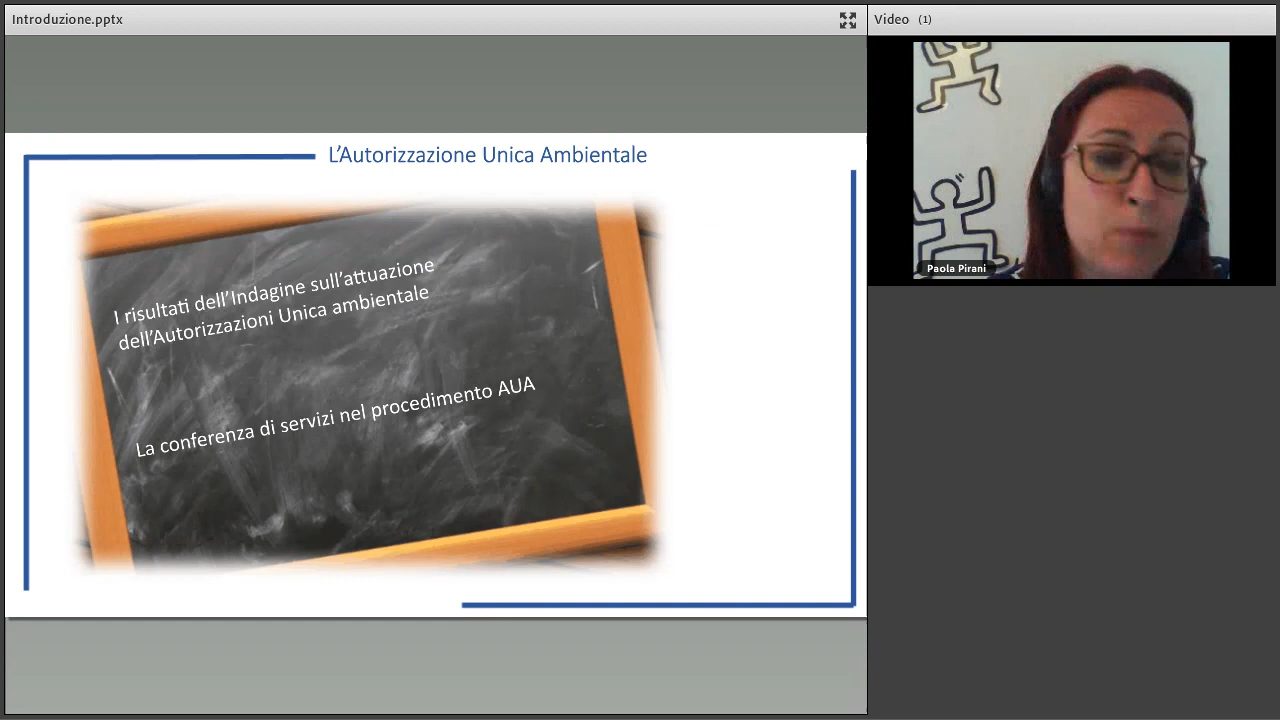 Introduzione.pptx
Video (1)
L'Autorizzazione Unica Ambientale
I risultati dell'Indagine sull'attuazione
dell'Autorizzazioni Unica ambientale
La conferenza di servizi nel procedimento AUA
Paola Pirani